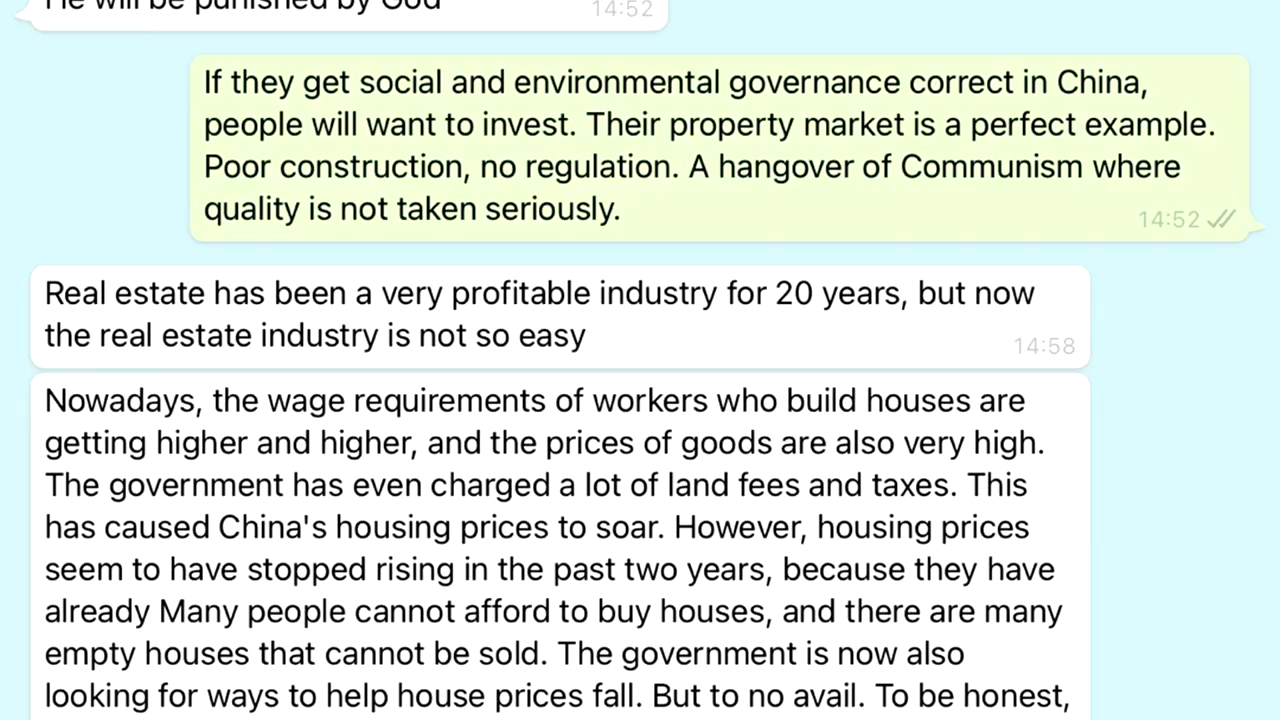 He will be punished by God
14:52
If they get social and environmental governance correct in China,
people will want to invest. Their property market is a perfect example.
Poor construction, no regulation. A hangover of Communism where
quality is not taken seriously.
14:52
Real estate has been a very profitable industry for 20 years, but now
the real estate industry is not so easy
14:58
Nowadays, the wage requirements of workers who build houses are
getting higher and higher, and the prices of goods are also very high.
The government has even charged a lot of land fees and taxes. This
has caused China's housing prices to soar. However, housing prices
seem to have stopped rising in the past two years, because they have
already Many people cannot afford to buy houses, and there are many
empty houses that cannot be sold. The government is now also
looking for ways to help house prices fall. But to no avail. To be honest,